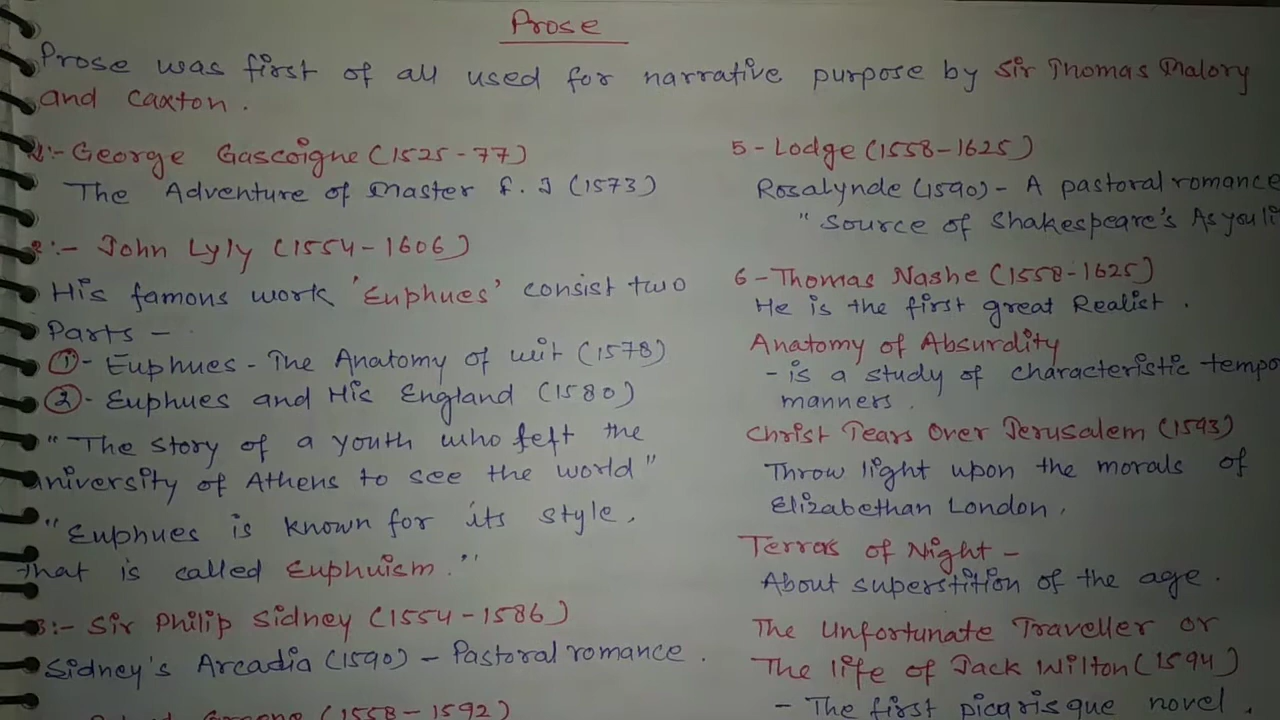 Prose
Prose was first of all used for narrative purpose by Sir Thomas Malory
and Caxton.
1:- George Gascoigne (1525-77)
The Adventure of Master F. J (1573)
2:- John Lyly (1554-1606)
His famous work 'Euphues' consist two
Parts -
①- Euphues - The Anatomy of wit (1578)
②- Euphues and His England (1580)
"The story of a youth who left the
university of Athens to see the world"
"Euphues is known for its style,
that is called Euphuism."
3:- Sir Philip Sidney (1554-1586)
Sidney's Arcadia (1590) - Pastoral romance.
(1558-1592)
5 - Lodge (1558-1625)
Rosalynde (1590) - A pastoral romance
"Source of Shakespeare's As you li
6 - Thomas Nashe (1558-1625)
He is the first great Realist.
Anatomy of Absurdity
- is a study of characteristic tempo
manners.
Christ Tears Over Jerusalem (1593)
Throw light upon the morals of
Elizabethan London.
Terrors of Night -
About superstition of the age.
The Unfortunate Traveller or
The life of Jack Wilton (1594)
- The first picarisque novel.